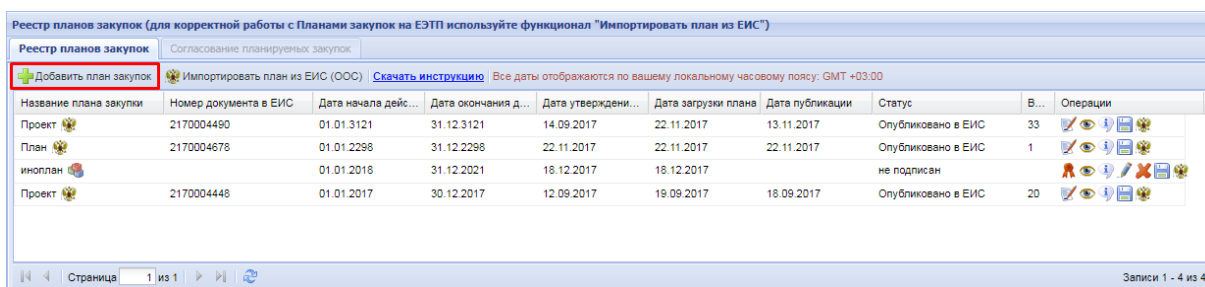 Реестр планов закупок (для корректной работы с Планами закупок на ЕЭТП используйте функционал "Импортировать план из ЕИС")
Реестр планов закупок Согласование планируемых закупок
Добавить план закупок Импортировать план из ЕИС (ООС) Скачать инструкцию Все даты отображаются по вашему локальному часовому поясу: GMT +03:00
Название плана закупки Номер документа в ЕИС Дата начала дейс... Дата окончания д... Дата утверждени... Дата загрузки плана Дата публикации Статус В... Операции
Проект 2170004490 01.01.3121 31.12.3121 14.09.2017 22.11.2017 13.11.2017 Опубликовано в ЕИС 33
План 2170004678 01.01.2298 31.12.2298 22.11.2017 22.11.2017 22.11.2017 Опубликовано в ЕИС 1
иноплан 01.01.2018 31.12.2021 18.12.2017 18.12.2017 не подписан
Проект 2170004448 01.01.2017 30.12.2017 12.09.2017 19.09.2017 18.09.2017 Опубликовано в ЕИС 20
Страница 1 из 1 Записи 1 - 4 из 4